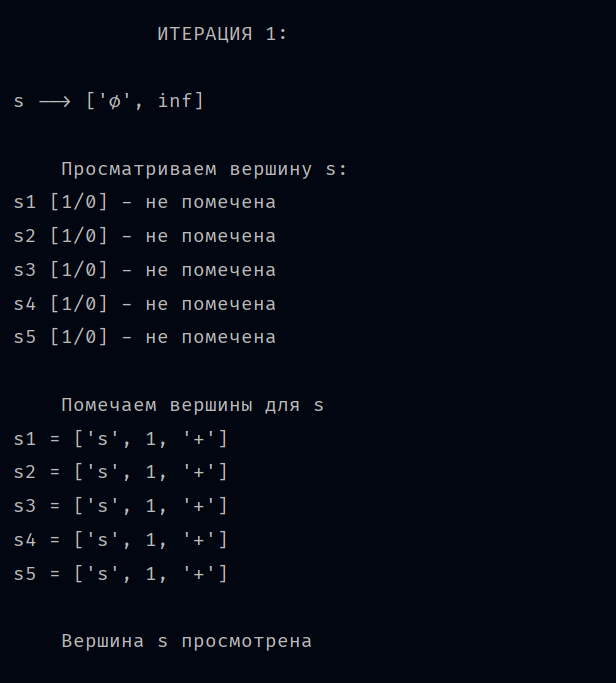 ИТЕРАЦИЯ 1:
s --> ['ø', inf]
Просматриваем вершину s:
s1 [1/0] - не помечена
s2 [1/0] - не помечена
s3 [1/0] - не помечена
s4 [1/0] - не помечена
s5 [1/0] - не помечена
Помечаем вершины для s
s1 = ['s', 1, '+']
s2 = ['s', 1, '+']
s3 = ['s', 1, '+']
s4 = ['s', 1, '+']
s5 = ['s', 1, '+']
Вершина s просмотрена